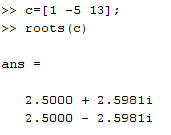 >> c=[1 -5 13];
>> roots(c)
ans =
2.5000 + 2.5981i
2.5000 - 2.5981i